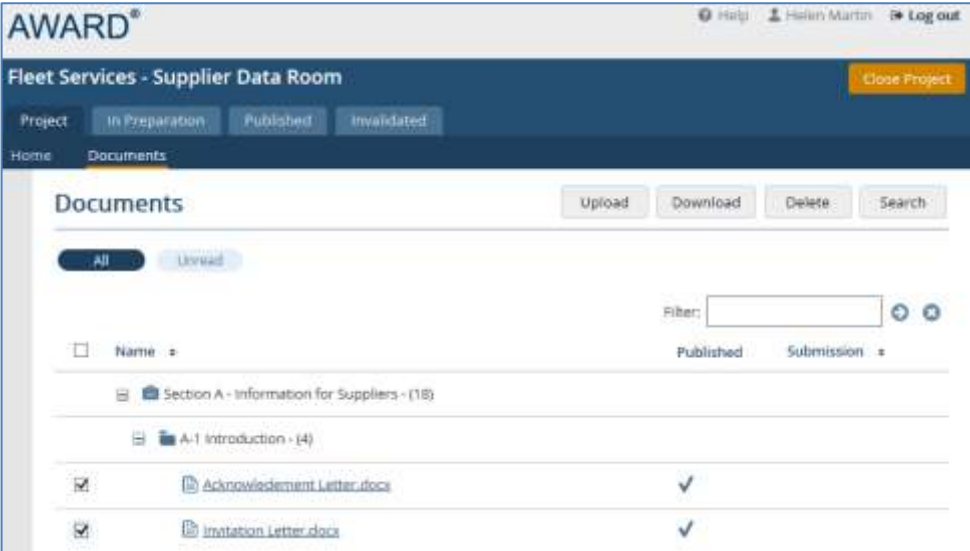 AWARD®
Help Helen Martin Log out
Fleet Services - Supplier Data Room
Close Project
Project In Preparation Published Invalidated
Home Documents
Documents
Upload Download Delete Search
All Unread
Filter:
Name Published Submission
Section A - Information for Suppliers - (18)
A-1 Introduction - (4)
Acknowledement Letter.docx
Invitation Letter.docx